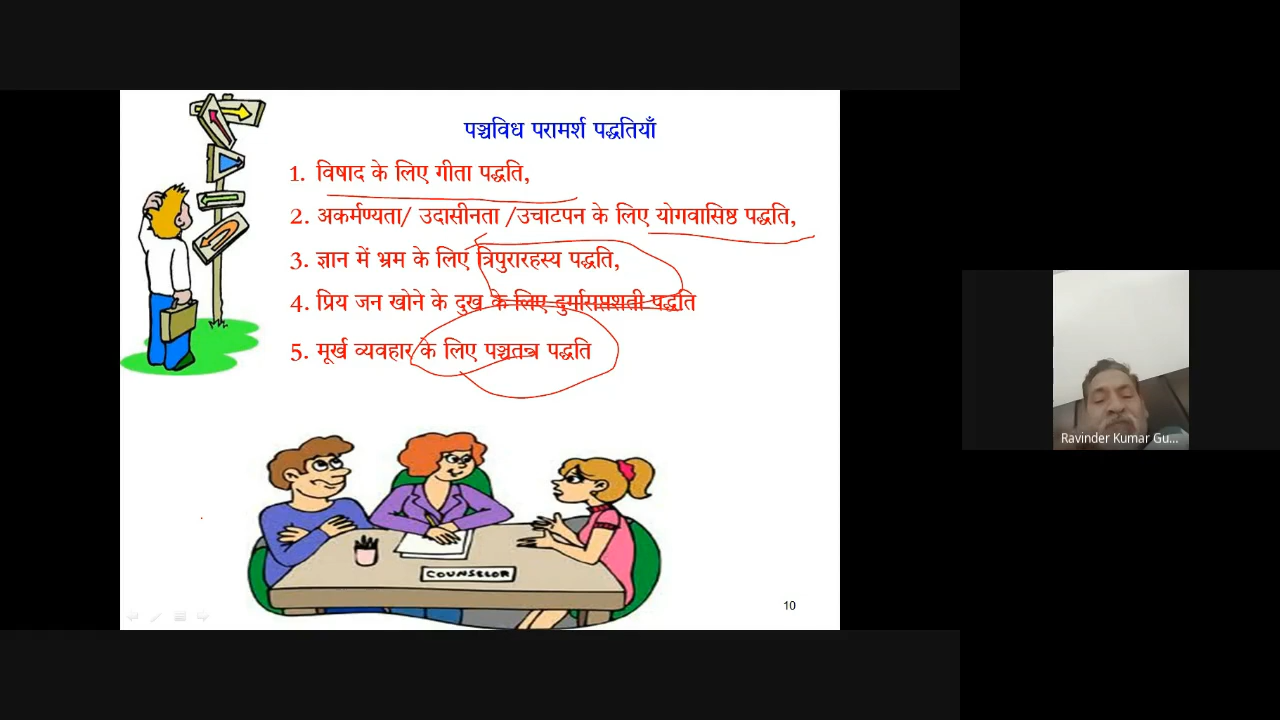 पञ्चविध परामर्श पद्धतियाँ
1. विषाद के लिए गीता पद्धति,
2. अकर्मण्यता/ उदासीनता /उचाटपन के लिए योगवासिष्ठ पद्धति,
3. ज्ञान में भ्रम के लिए त्रिपुरारहस्य पद्धति,
4. प्रिय जन खोने के दुख के लिए दुर्गासप्तशती पद्धति
5. मूर्ख व्यवहार के लिए पञ्चतन्त्र पद्धति
COUNSELOR
10
Ravinder Kumar Gu...